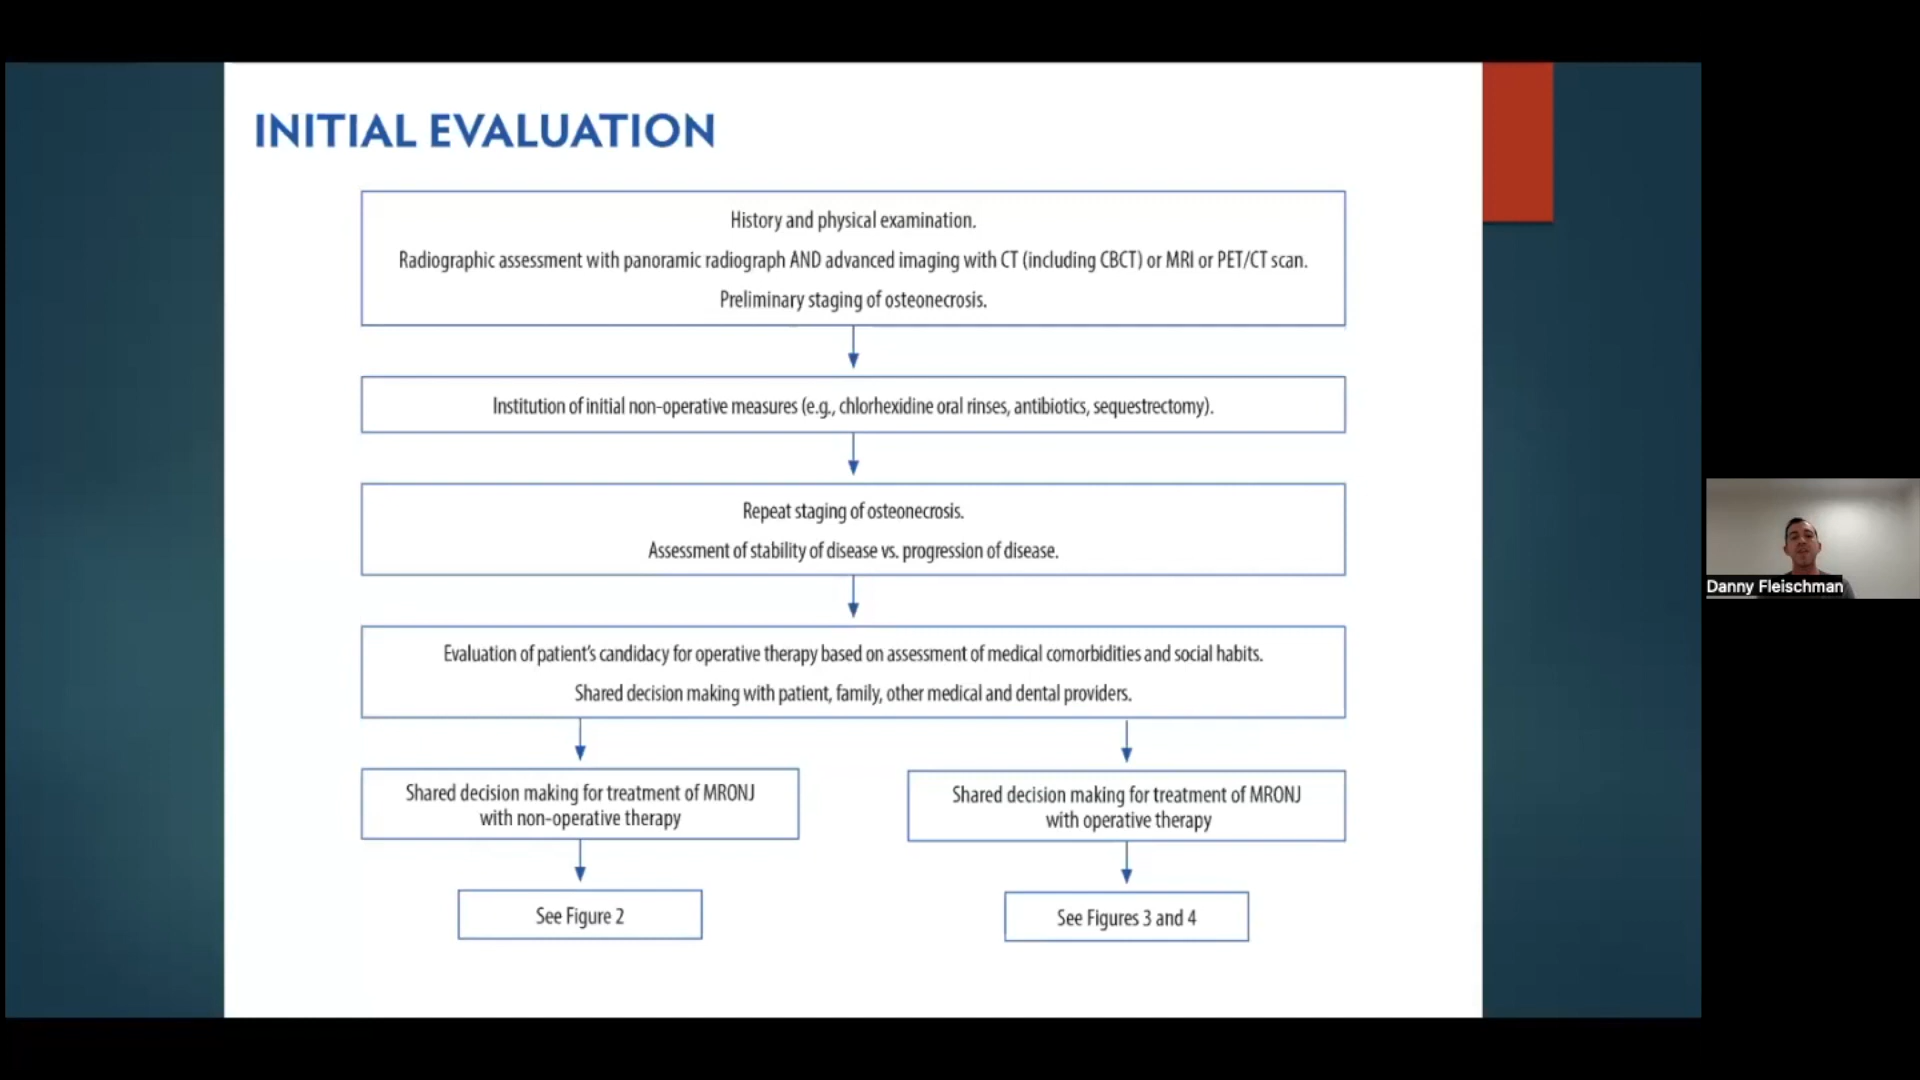 INITIAL EVALUATION
History and physical examination.
Radiographic assessment with panoramic radiograph AND advanced imaging with CT (including CBCT) or MRI or PET/CT scan.
Preliminary staging of osteonecrosis.
Institution of initial non-operative measures (e.g., chlorhexidine oral rinses, antibiotics, sequestrectomy).
Repeat staging of osteonecrosis.
Assessment of stability of disease vs. progression of disease.
Evaluation of patient's candidacy for operative therapy based on assessment of medical comorbidities and social habits.
Shared decision making with patient, family, other medical and dental providers.
Shared decision making for treatment of MRONJ
with non-operative therapy
See Figure 2
Shared decision making for treatment of MRONJ
with operative therapy
See Figures 3 and 4
Danny Fleischman